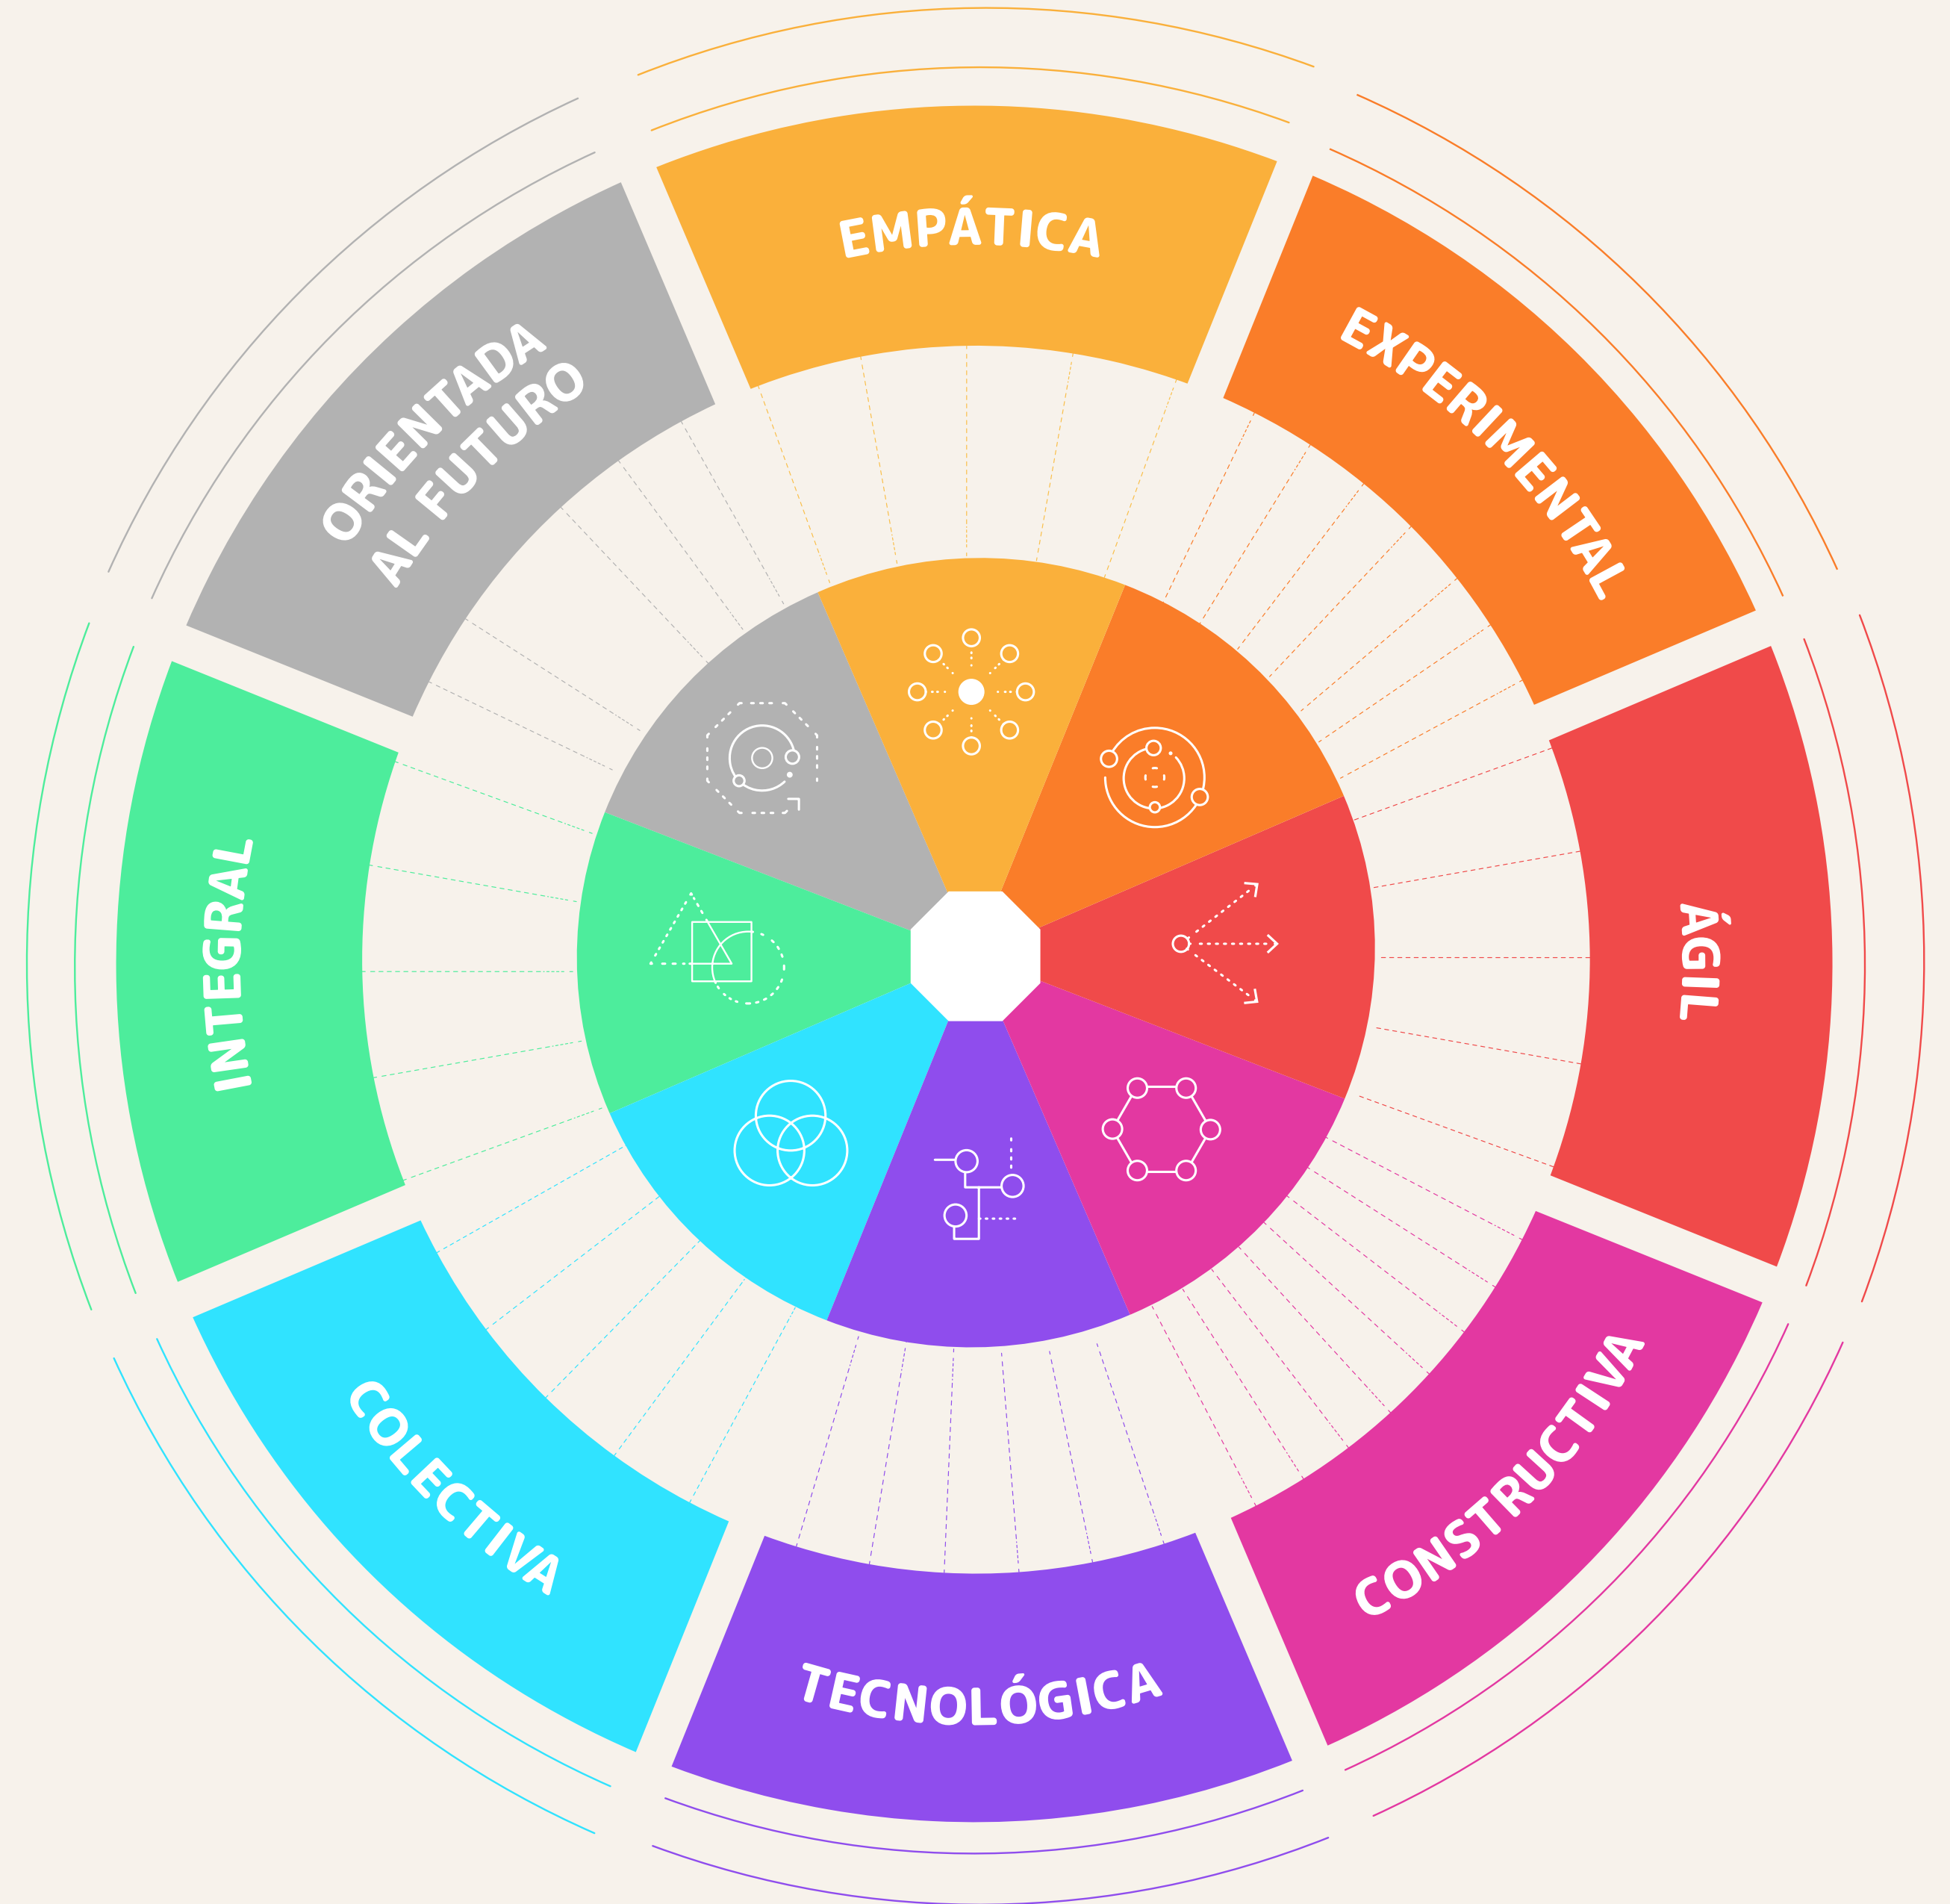 EMPÁTICA
EXPERIMENTAL
ÁGIL
CONSTRUCTIVA
TECNOLÓGICA
COLECTIVA
INTEGRAL
ORIENTADA
AL FUTURO